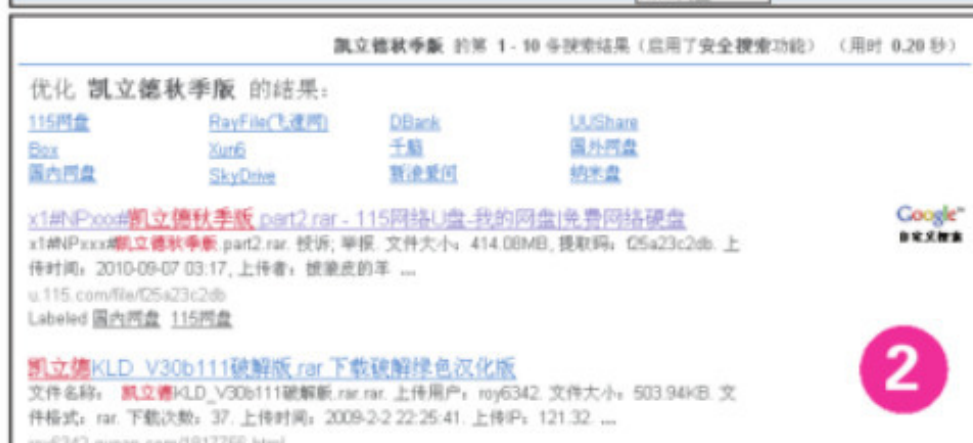 凯立德秋季版 的第 1 - 10 条搜索结果（启用了安全搜索功能） （用时 0.20 秒）
优化 凯立德秋季版 的结果：
115网盘 RayFile(飞速网) DBank UUShare
Box Xun6 千脑 国外网盘
国内网盘 SkyDrive 新浪爱问 纳米盘
x1#NPxxx#凯立德秋季版.part2.rar - 115网络U盘-我的网盘|免费网络硬盘
Google™
自定义搜索
x1#NPxxx#凯立德秋季版.part2.rar. 投诉; 举报. 文件大小：414.08MB, 提取码：f25a23c2db. 上
传时间：2010-09-07 03:17, 上传者：披狼皮的羊 ...
u.115.com/file/f25a23c2db
Labeled 国内网盘 115网盘
凯立德KLD_V30b111破解版.rar 下载破解绿色汉化版
文件名称： 凯立德KLD_V30b111破解版.rar.rar. 上传用户：roy6342. 文件大小：503.94KB. 文
件格式：rar. 下载次数：37. 上传时间：2009-2-2 22:25:41. 上传IP：121.32. ...
2